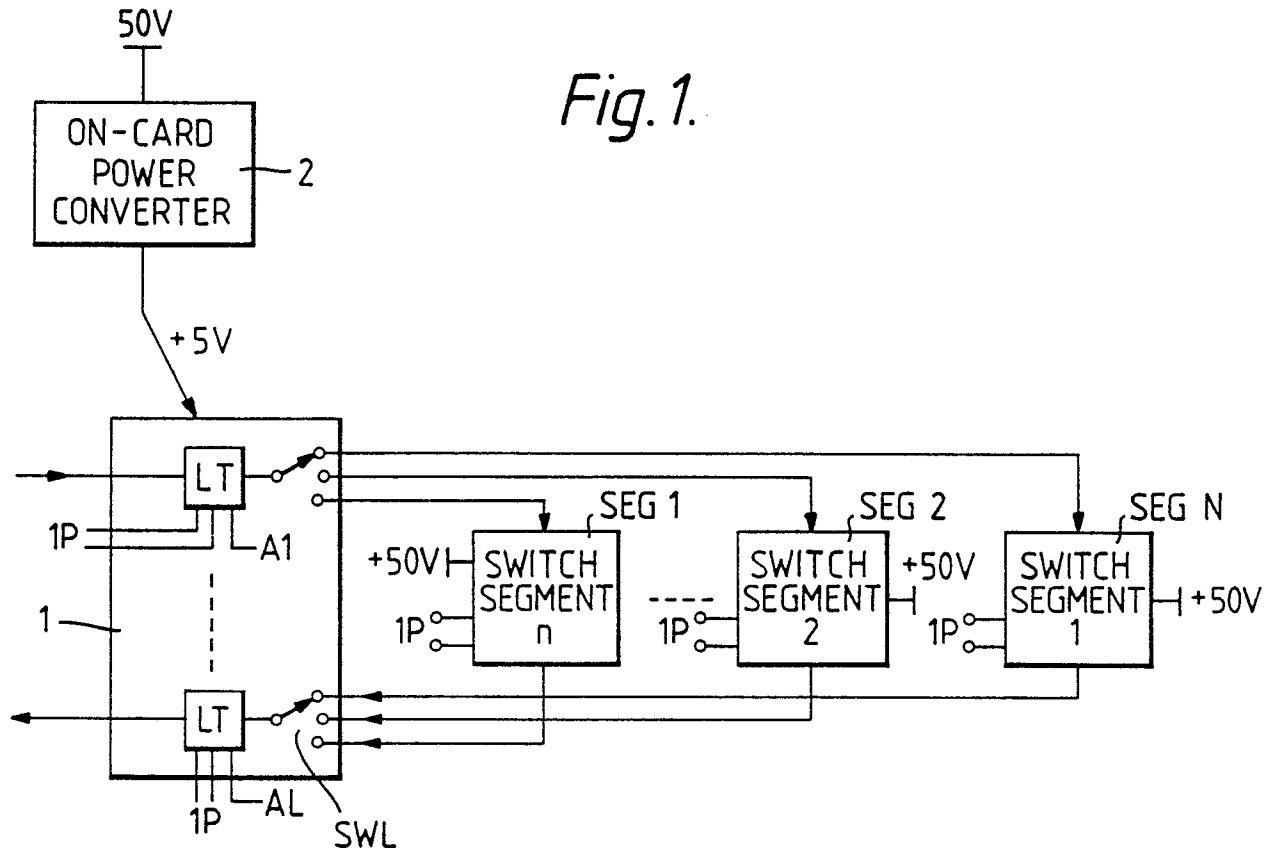 50V
Fig. 1.
ON-CARD
POWER
CONVERTER
2
+5V
LT
1P
A1
SEG 1
SEG 2
SEG N
+50V
SWITCH
SEGMENT
n
1P
SWITCH
SEGMENT
2
+50V
1P
SWITCH
SEGMENT
1
+50V
1P
1
LT
1P
AL
SWL